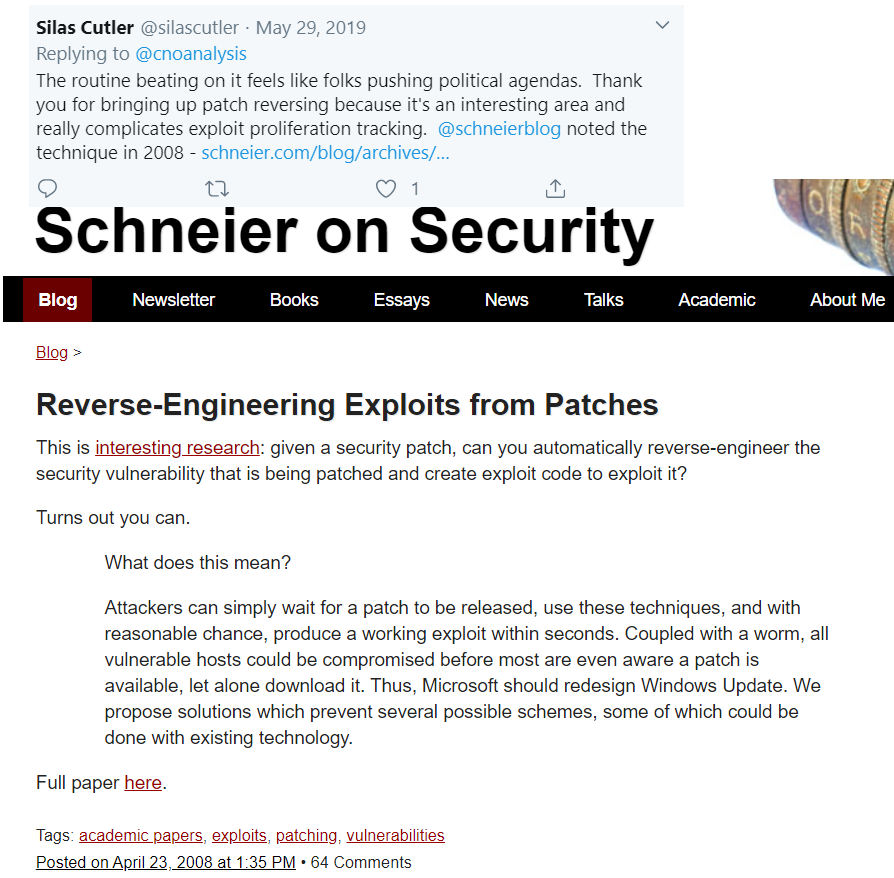 Silas Cutler @silascutler · May 29, 2019
Replying to @cnoanalysis
The routine beating on it feels like folks pushing political agendas.  Thank
you for bringing up patch reversing because it's an interesting area and
really complicates exploit proliferation tracking.  @schneierblog noted the
technique in 2008 - schneier.com/blog/archives/...
1
Schneier on Security
Blog Newsletter Books Essays News Talks Academic About Me
Blog >
Reverse-Engineering Exploits from Patches
This is interesting research: given a security patch, can you automatically reverse-engineer the
security vulnerability that is being patched and create exploit code to exploit it?
Turns out you can.
What does this mean?
Attackers can simply wait for a patch to be released, use these techniques, and with
reasonable chance, produce a working exploit within seconds. Coupled with a worm, all
vulnerable hosts could be compromised before most are even aware a patch is
available, let alone download it. Thus, Microsoft should redesign Windows Update. We
propose solutions which prevent several possible schemes, some of which could be
done with existing technology.
Full paper here.
Tags: academic papers, exploits, patching, vulnerabilities
Posted on April 23, 2008 at 1:35 PM • 64 Comments